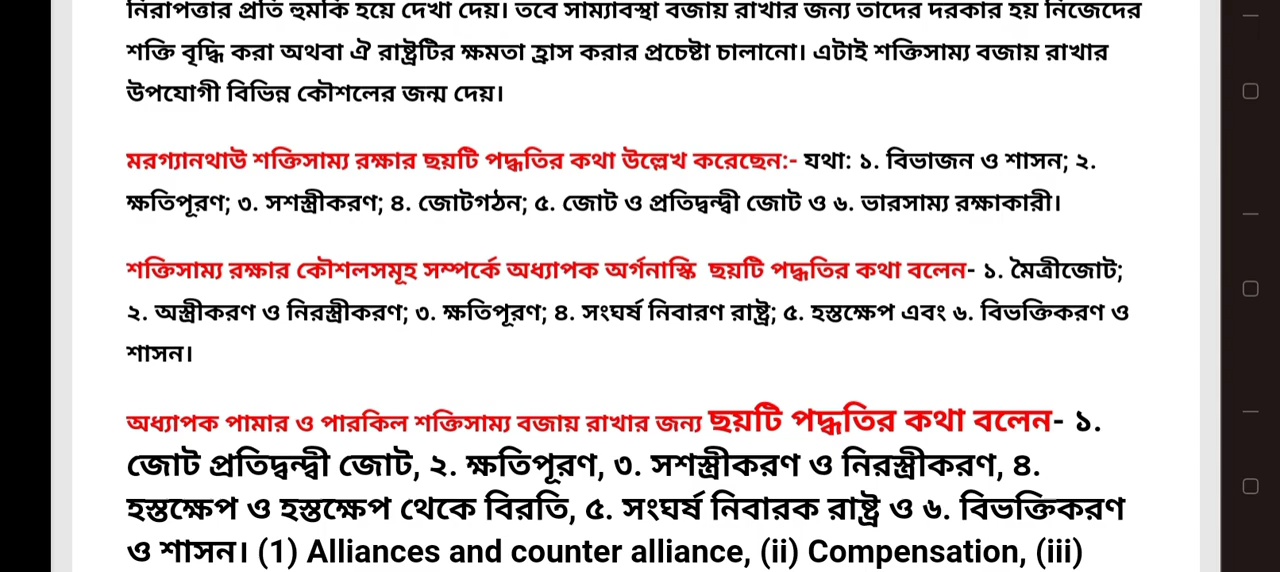 নিরাপত্তার প্রতি হুমকি হয়ে দেখা দেয়। তবে সাম্যাবস্থা বজায় রাখার জন্য তাদের দরকার হয় নিজেদের
শক্তি বৃদ্ধি করা অথবা ঐ রাষ্ট্রটির ক্ষমতা হ্রাস করার প্রচেষ্টা চালানো। এটাই শক্তিসাম্য বজায় রাখার
উপযোগী বিভিন্ন কৌশলের জন্ম দেয়।
মরগ্যানথাউ শক্তিসাম্য রক্ষার ছয়টি পদ্ধতির কথা উল্লেখ করেছেন:- যথা: ১. বিভাজন ও শাসন; ২.
ক্ষতিপূরণ; ৩. সশস্ত্রীকরণ; ৪. জোটগঠন; ৫. জোট ও প্রতিদ্বন্দ্বী জোট ও ৬. ভারসাম্য রক্ষাকারী।
শক্তিসাম্য রক্ষার কৌশলসমূহ সম্পর্কে অধ্যাপক অর্গনাস্কি ছয়টি পদ্ধতির কথা বলেন- ১. মৈত্রীজোট;
২. অস্ত্রীকরণ ও নিরস্ত্রীকরণ; ৩. ক্ষতিপূরণ; ৪. সংঘর্ষ নিবারণ রাষ্ট্র; ৫. হস্তক্ষেপ এবং ৬. বিভক্তিকরণ ও
শাসন।
অধ্যাপক পামার ও পারকিল শক্তিসাম্য বজায় রাখার জন্য ছয়টি পদ্ধতির কথা বলেন- ১.
জোট প্রতিদ্বন্দ্বী জোট, ২. ক্ষতিপূরণ, ৩. সশস্ত্রীকরণ ও নিরস্ত্রীকরণ, ৪.
হস্তক্ষেপ ও হস্তক্ষেপ থেকে বিরতি, ৫. সংঘর্ষ নিবারক রাষ্ট্র ও ৬. বিভক্তিকরণ
ও শাসন। (1) Alliances and counter alliance, (ii) Compensation, (iii)